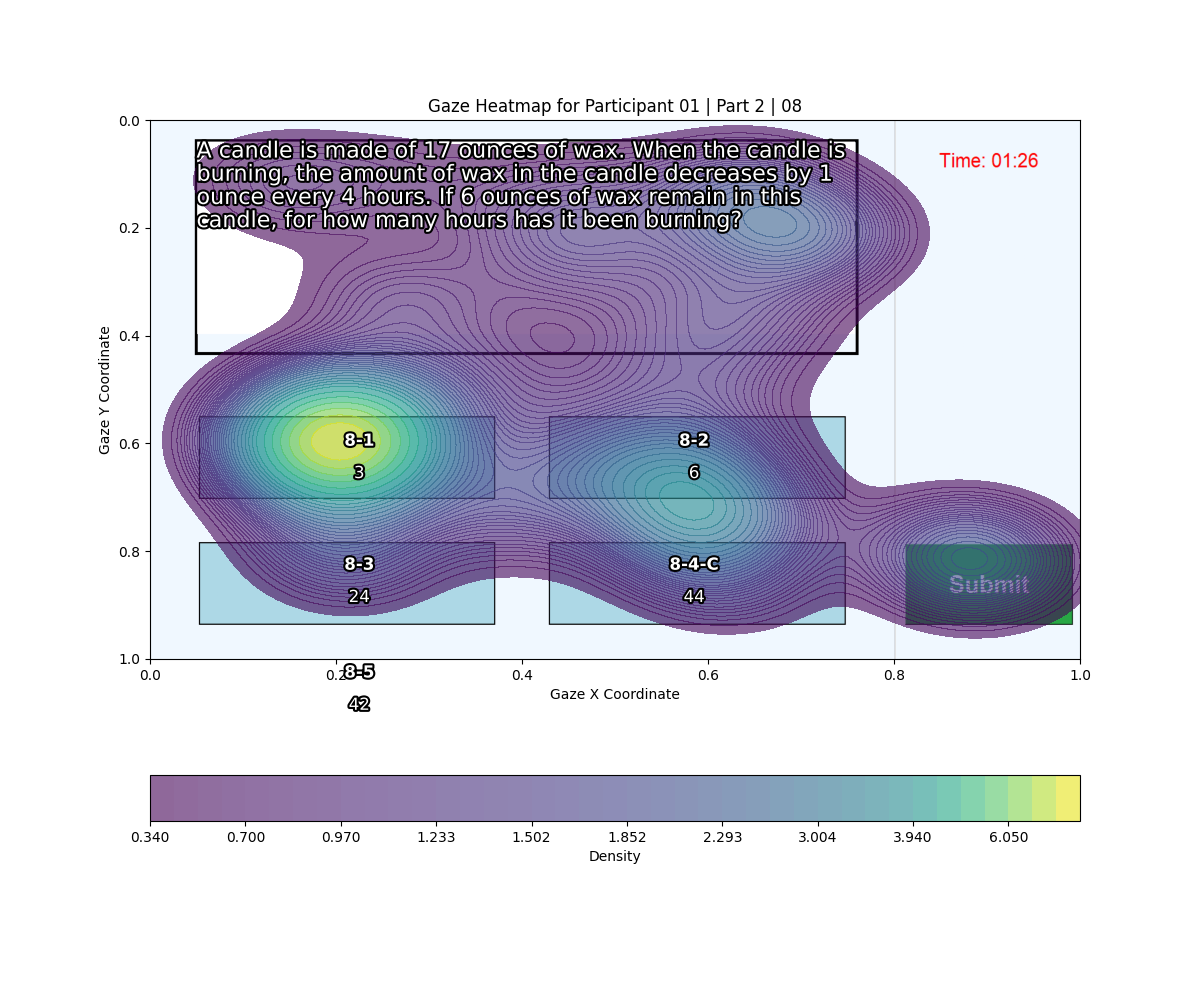 Gaze Heatmap for Participant 01 | Part 2 | 08
A candle is made of 17 ounces of wax. When the candle is
burning, the amount of wax in the candle decreases by 1
ounce every 4 hours. If 6 ounces of wax remain in this
candle, for how many hours has it been burning?
Time: 01:26
0.0
0.2
0.4
0.6
0.8
1.0
Gaze Y Coordinate
8-1
3
8-2
6
8-3
24
8-4-C
44
Submit
8-5
42
0.0
0.2
0.4
0.6
0.8
1.0
Gaze X Coordinate
0.340
0.700
0.970
1.233
1.502
1.852
2.293
3.004
3.940
6.050
Density